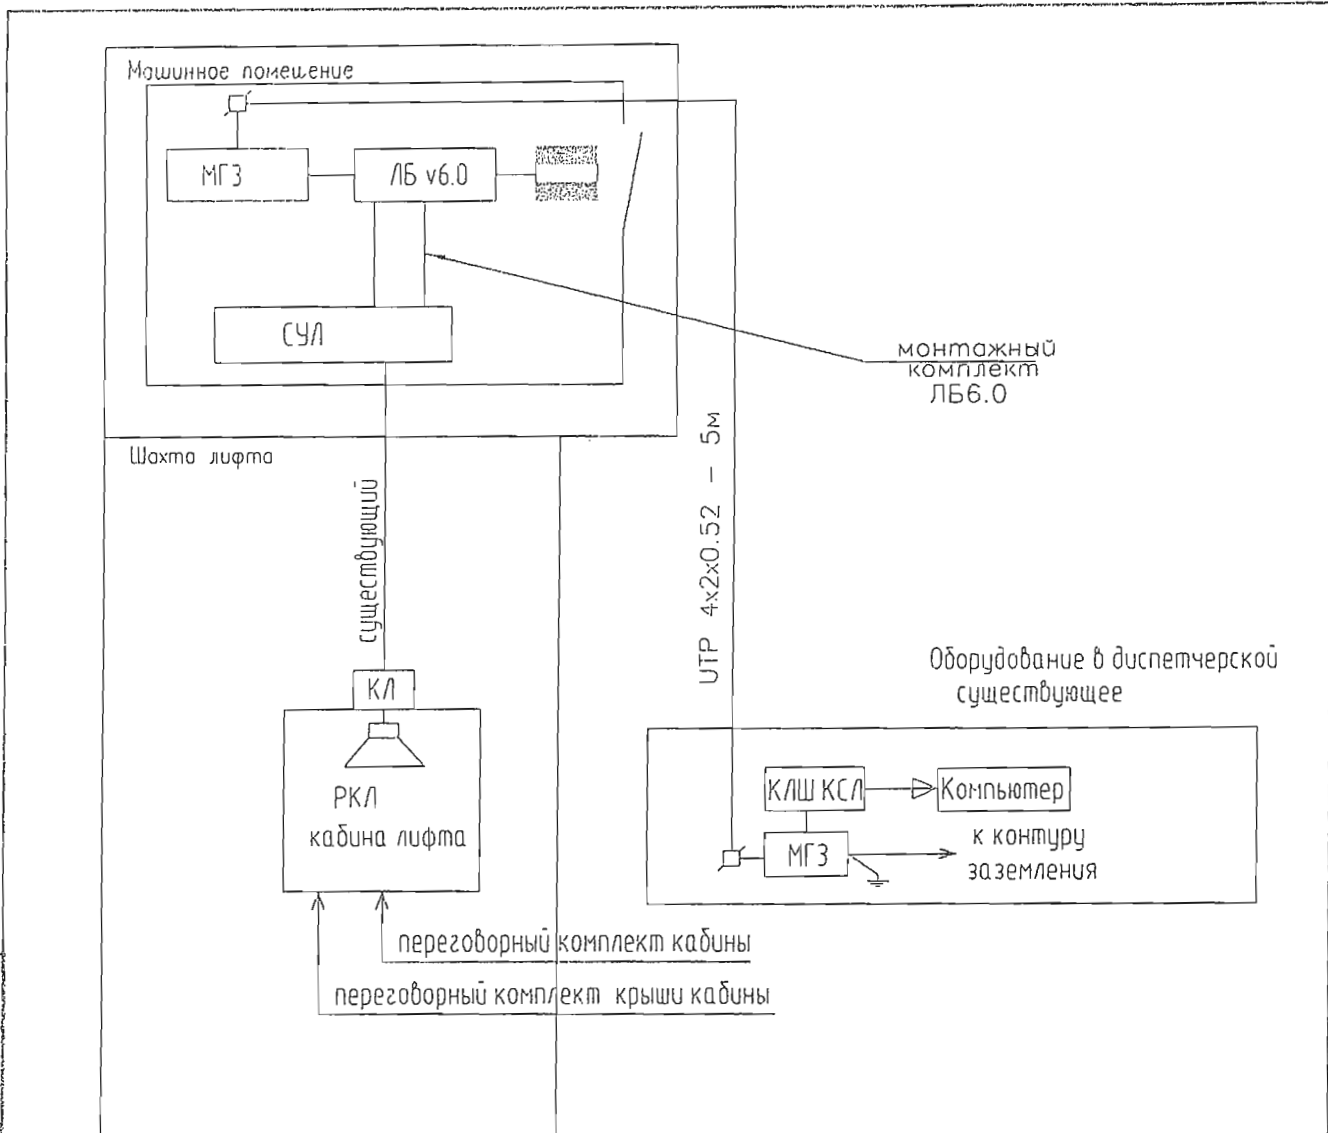 Машинное помещение
МГЗ
ЛБ v6.0
СУЛ
монтажный
комплект
ЛБ6.0
Шахта лифта
существующий
UTP 4x2x0.52 – 5м
КЛ
РКЛ
кабина лифта
Оборудование в диспетчерской
существующее
КЛШ КСЛ
Компьютер
МГЗ
к контуру
заземления
переговорный комплект кабины
переговорный комплект крыши кабины